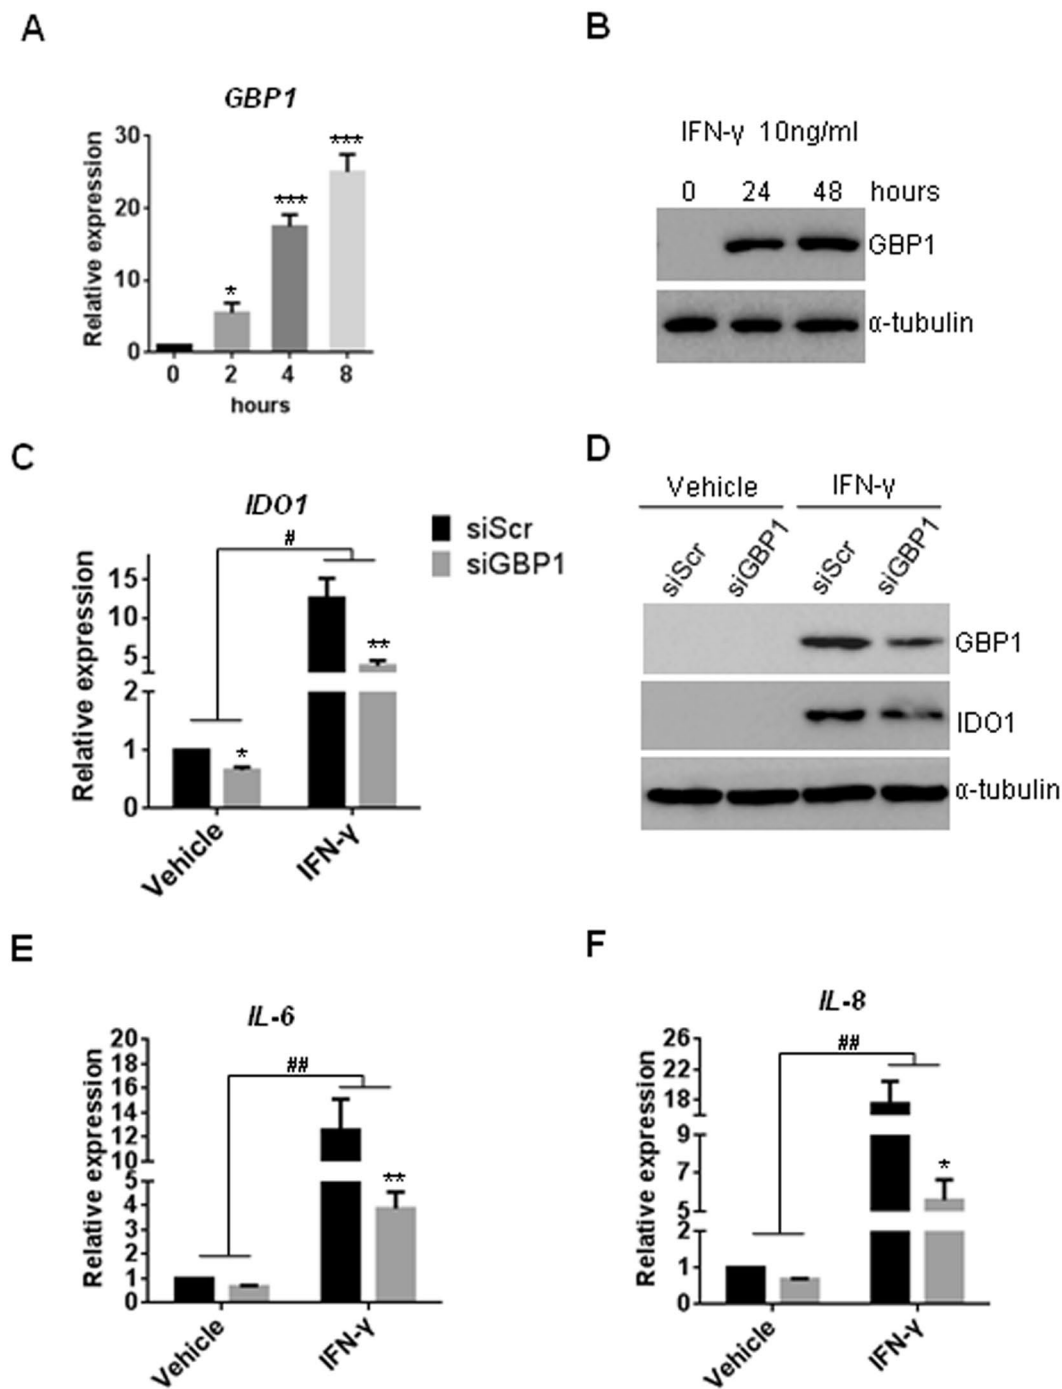 A
GBP1
Relative expression
30
20
10
0
*
***
***
0 2 4 8
hours
B
IFN-γ 10ng/ml
0 24 48 hours
GBP1
α-tubulin
C
IDO1
#
siScr
siGBP1
Relative expression
15
10
5
2
1
0
*
**
Vehicle
IFN-γ
D
Vehicle IFN-γ
siScr siGBP1 siScr siGBP1
GBP1
IDO1
α-tubulin
E
IL-6
##
Relative expression
20
18
16
14
12
10
5
4
3
2
1
0
**
Vehicle
IFN-γ
F
IL-8
##
Relative expression
26
22
18
9
7
5
2
1
0
*
Vehicle
IFN-γ